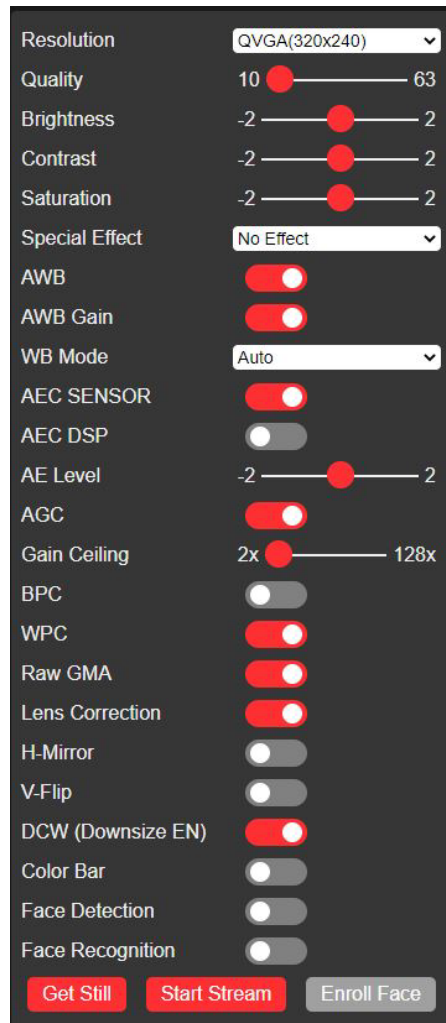 Resolution QVGA(320x240)
Quality 10 63
Brightness -2 2
Contrast -2 2
Saturation -2 2
Special Effect No Effect
AWB
AWB Gain
WB Mode Auto
AEC SENSOR
AEC DSP
AE Level -2 2
AGC
Gain Ceiling 2x 128x
BPC
WPC
Raw GMA
Lens Correction
H-Mirror
V-Flip
DCW (Downsize EN)
Color Bar
Face Detection
Face Recognition
Get Still Start Stream Enroll Face